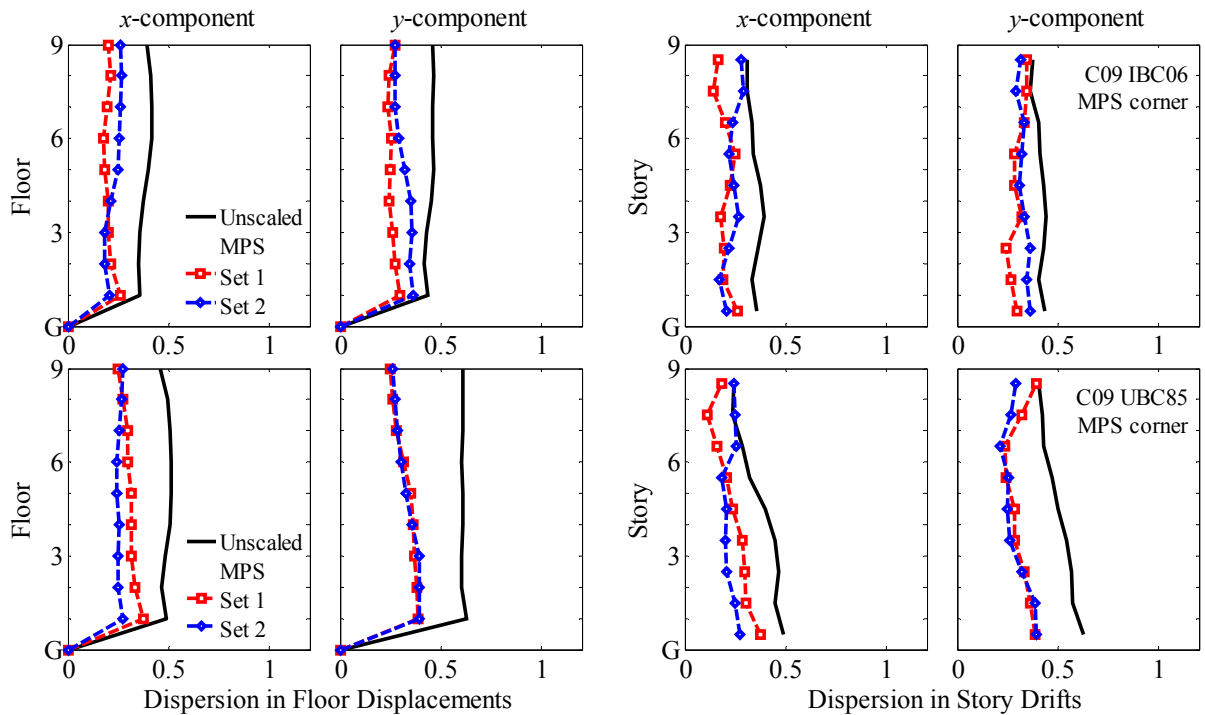 x-component
y-component
x-component
y-component
9
6
3
G
Floor
0
0.5
1
Unscaled
MPS
Set 1
Set 2
0
0.5
1
9
6
3
G
Story
0
0.5
1
C09 IBC06
MPS corner
0
0.5
1
9
6
3
G
Floor
0
0.5
1
Unscaled
MPS
Set 1
Set 2
0
0.5
1
9
6
3
G
Story
0
0.5
1
C09 UBC85
MPS corner
0
0.5
1
Dispersion in Floor Displacements
Dispersion in Story Drifts